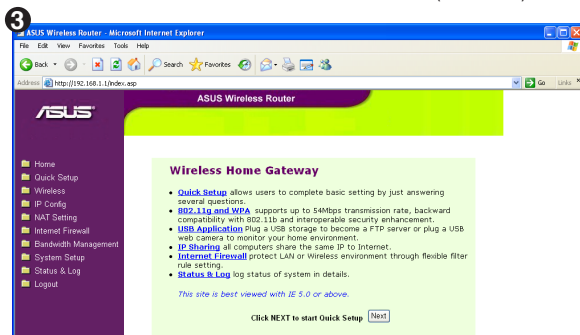 3
ASUS Wireless Router - Microsoft Internet Explorer
File Edit View Favorites Tools Help
Back Search Favorites
Address http://192.168.1.1/index.asp Go Links
ASUS Wireless Router
ASUS
Home
Quick Setup
Wireless
IP Config
NAT Setting
Internet Firewall
Bandwidth Management
System Setup
Status & Log
Logout
Wireless Home Gateway
• Quick Setup allows users to complete basic setting by just answering
several questions.
• 802.11g and WPA supports up to 54Mbps transmission rate, backward
compatibility with 802.11b and interoperable security enhancement.
• USB Application Plug a USB storage to become a FTP server or plug a USB
web camera to monitor your home environment.
• IP Sharing all computers share the same IP to Internet.
• Internet Firewall protect LAN or Wireless environment through flexible filter
rule setting.
• Status & Log log status of system in details.
This site is best viewed with IE 5.0 or above.
Click NEXT to start Quick Setup Next